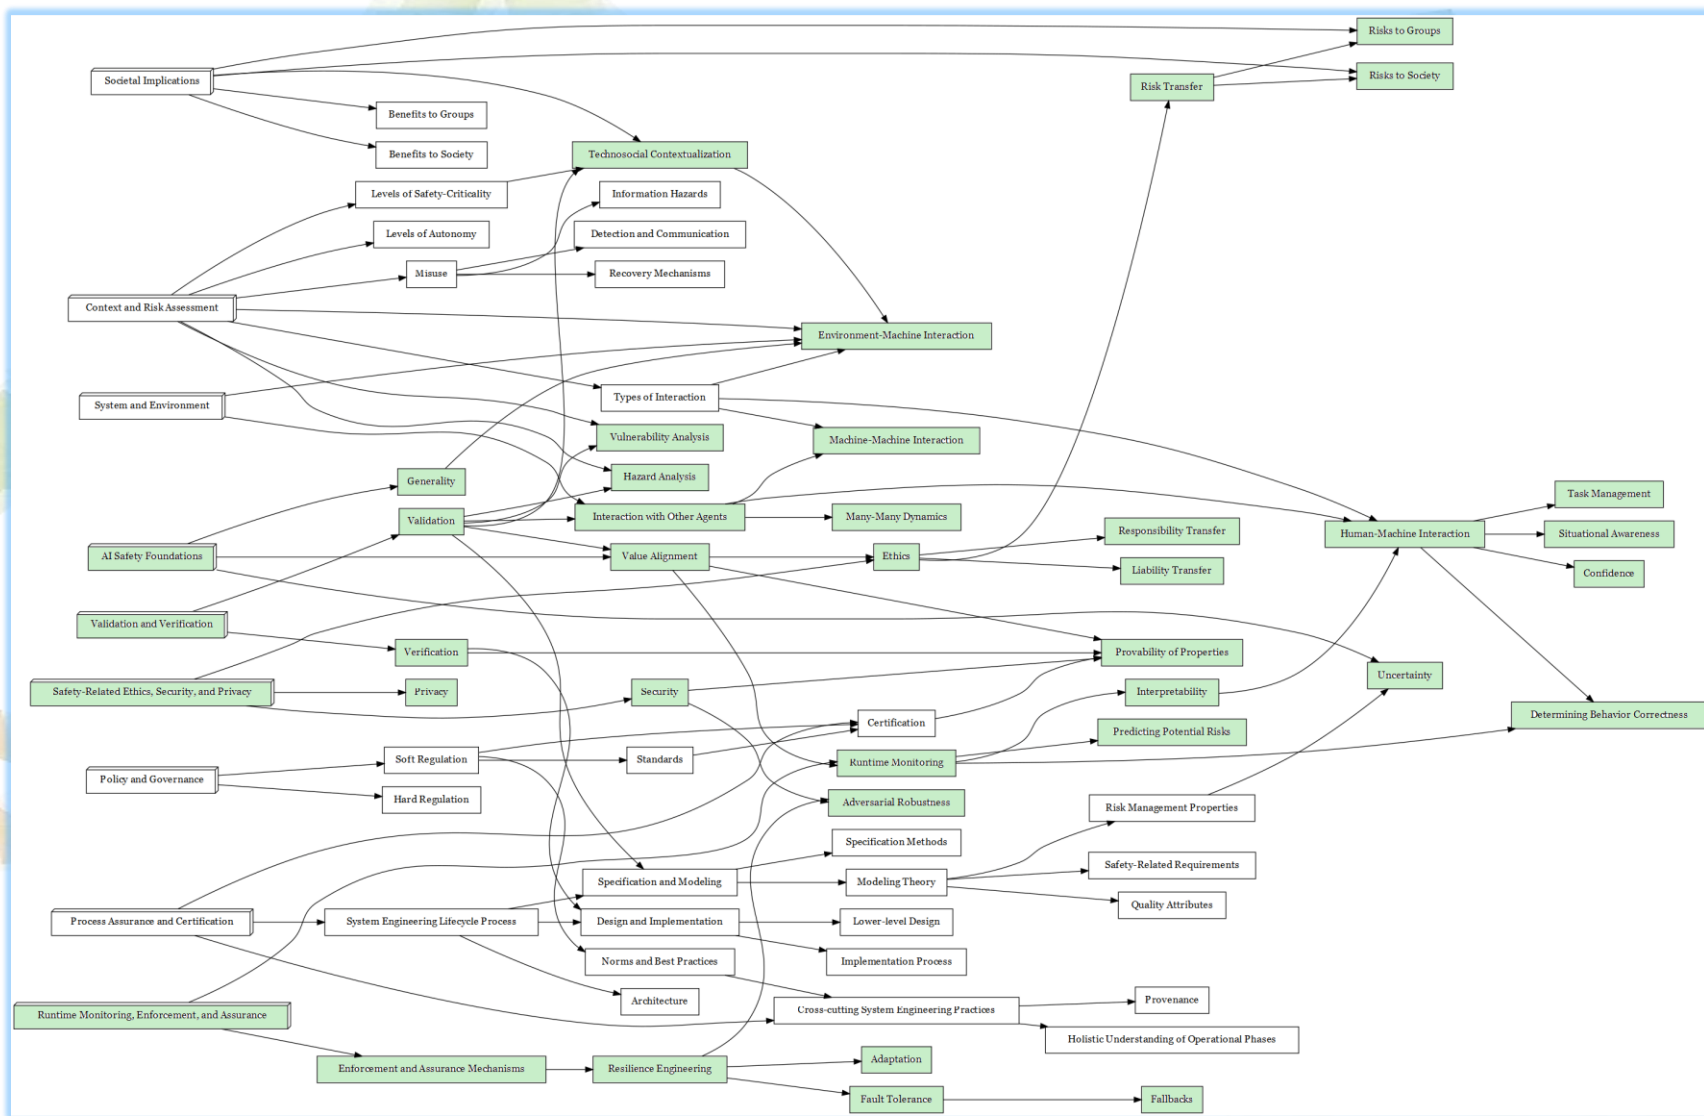 Risks to Groups
Societal Implications
Risks to Society
Risk Transfer
Benefits to Groups
Benefits to Society
Technosocial Contextualization
Levels of Safety-Criticality
Information Hazards
Levels of Autonomy
Detection and Communication
Misuse
Recovery Mechanisms
Context and Risk Assessment
Environment-Machine Interaction
System and Environment
Types of Interaction
Vulnerability Analysis
Machine-Machine Interaction
Generality
Hazard Analysis
Task Management
Validation
Interaction with Other Agents
Many-Many Dynamics
Responsibility Transfer
Human-Machine Interaction
Situational Awareness
AI Safety Foundations
Value Alignment
Ethics
Liability Transfer
Confidence
Validation and Verification
Verification
Provability of Properties
Uncertainty
Safety-Related Ethics, Security, and Privacy
Privacy
Security
Interpretability
Determining Behavior Correctness
Certification
Predicting Potential Risks
Soft Regulation
Standards
Runtime Monitoring
Policy and Governance
Hard Regulation
Adversarial Robustness
Risk Management Properties
Specification Methods
Safety-Related Requirements
Specification and Modeling
Modeling Theory
Quality Attributes
Process Assurance and Certification
System Engineering Lifecycle Process
Design and Implementation
Lower-level Design
Norms and Best Practices
Implementation Process
Architecture
Provenance
Cross-cutting System Engineering Practices
Runtime Monitoring, Enforcement, and Assurance
Holistic Understanding of Operational Phases
Enforcement and Assurance Mechanisms
Resilience Engineering
Adaptation
Fault Tolerance
Fallbacks